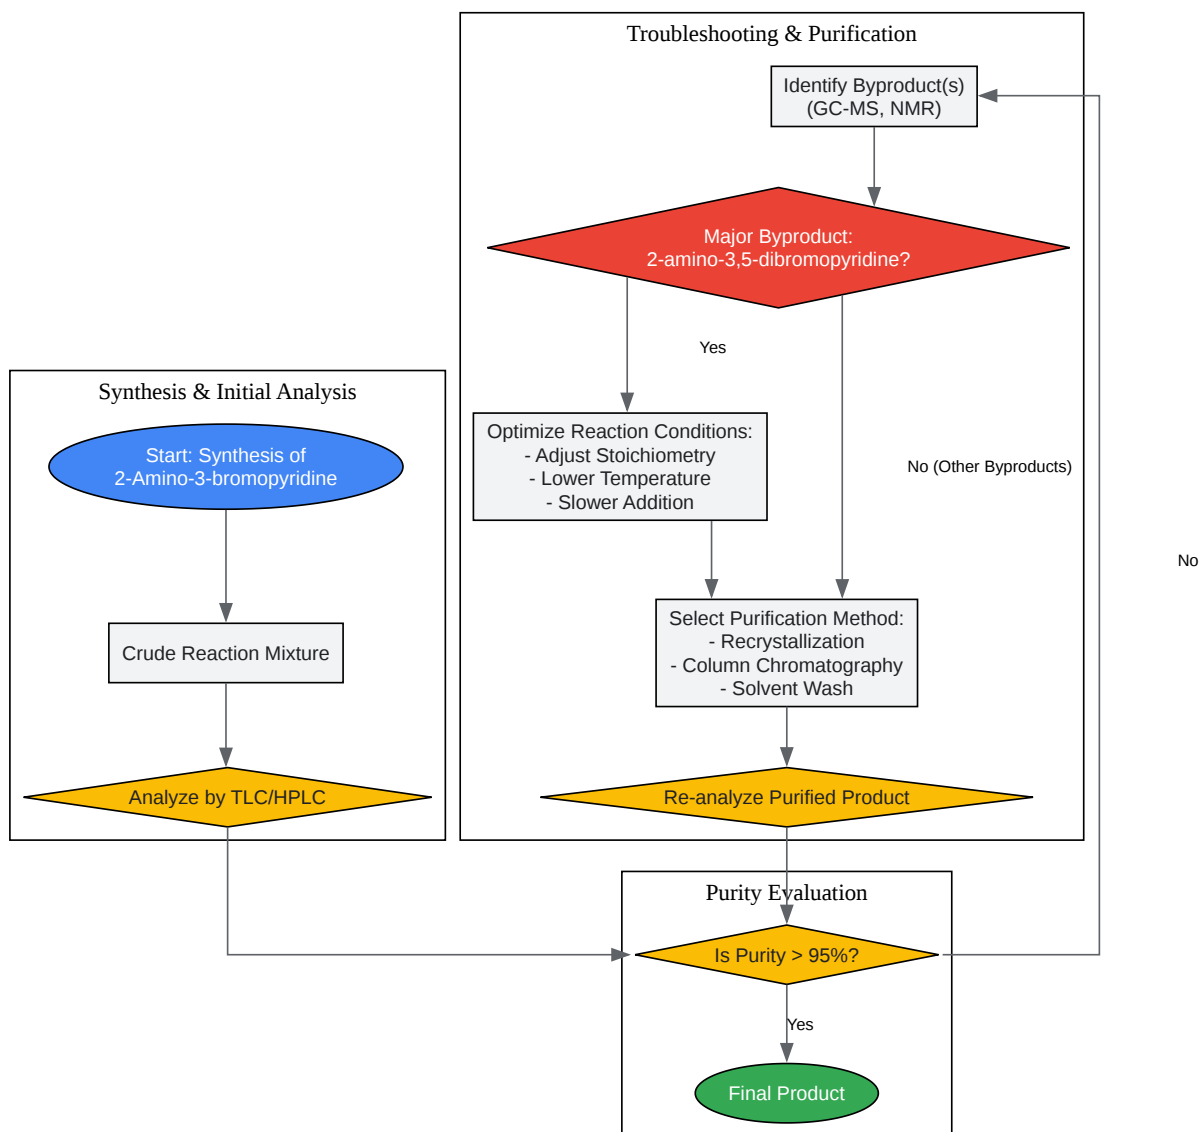 Troubleshooting & Purification
Identify Byproduct(s)
(GC-MS, NMR)
Major Byproduct:
2-amino-3,5-dibromopyridine?
Yes
Optimize Reaction Conditions:
- Adjust Stoichiometry
- Lower Temperature
- Slower Addition
No (Other Byproducts)
Select Purification Method:
- Recrystallization
- Column Chromatography
- Solvent Wash
Re-analyze Purified Product
Synthesis & Initial Analysis
Start: Synthesis of
2-Amino-3-bromopyridine
Crude Reaction Mixture
Analyze by TLC/HPLC
Purity Evaluation
Is Purity > 95%?
No
Yes
Final Product